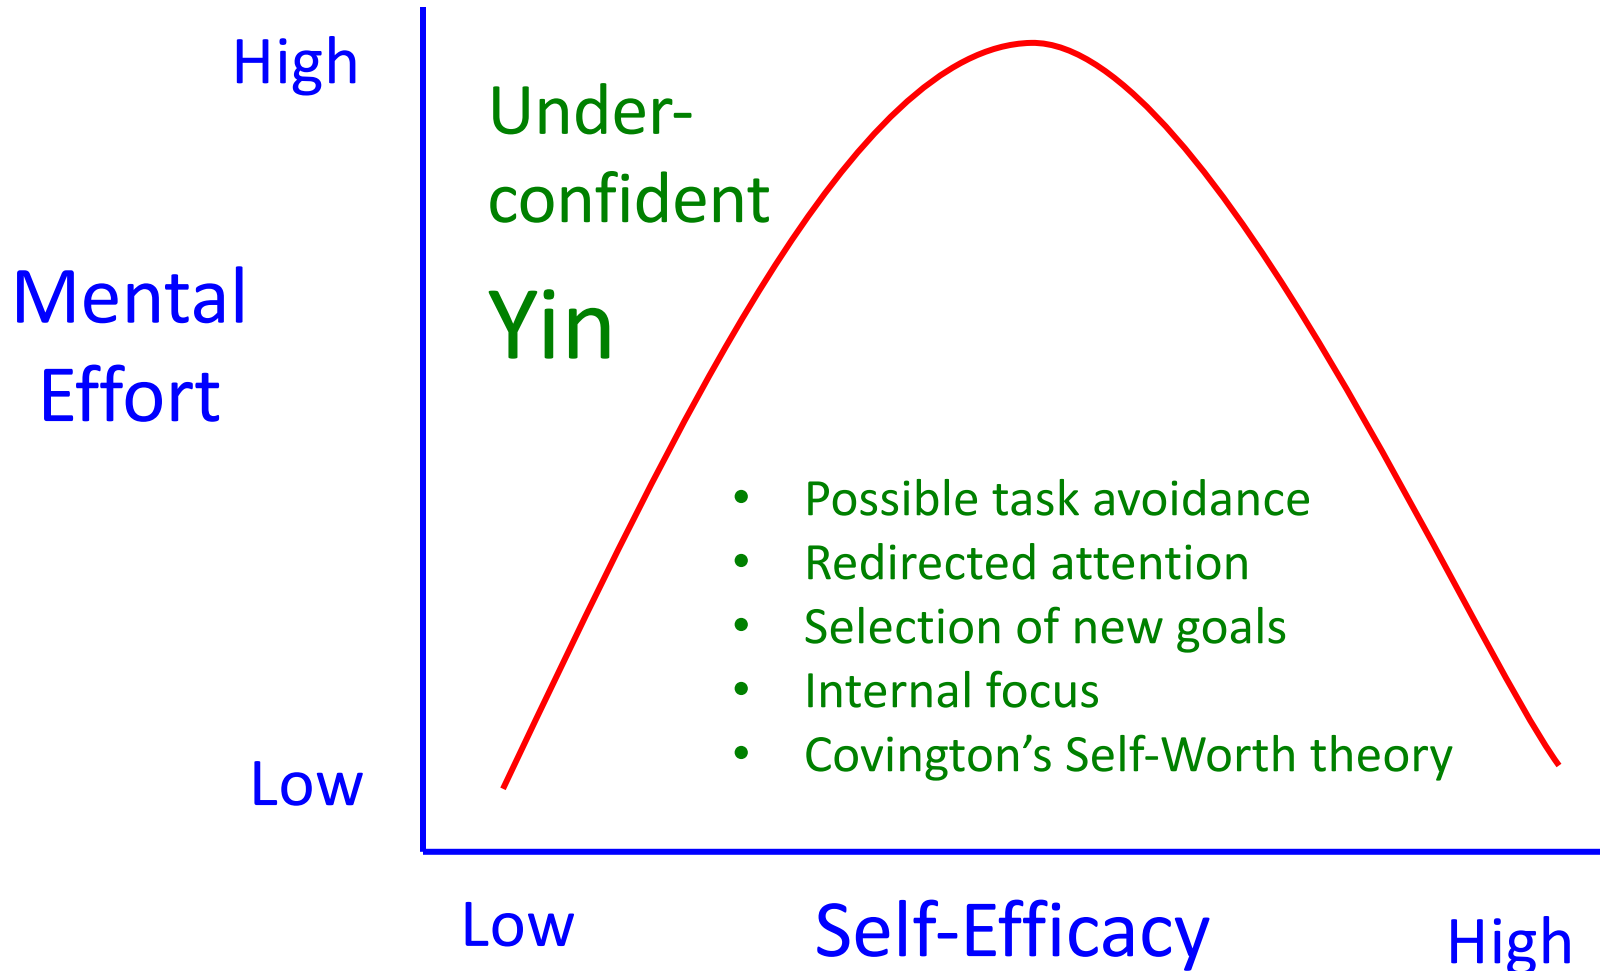 High
Under-
confident
Mental
Effort
Yin
• Possible task avoidance
• Redirected attention
• Selection of new goals
• Internal focus
• Covington’s Self-Worth theory
Low
Low
Self-Efficacy
High